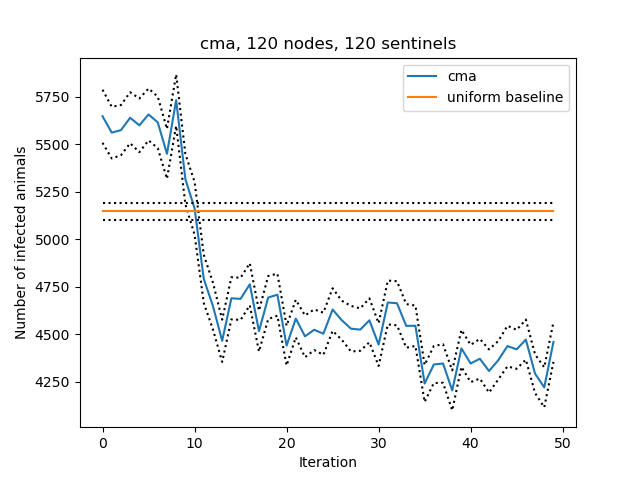 cma, 120 nodes, 120 sentinels
cma
uniform baseline
Number of infected animals
5750
5500
5250
5000
4750
4500
4250
0
10
20
30
40
50
Iteration